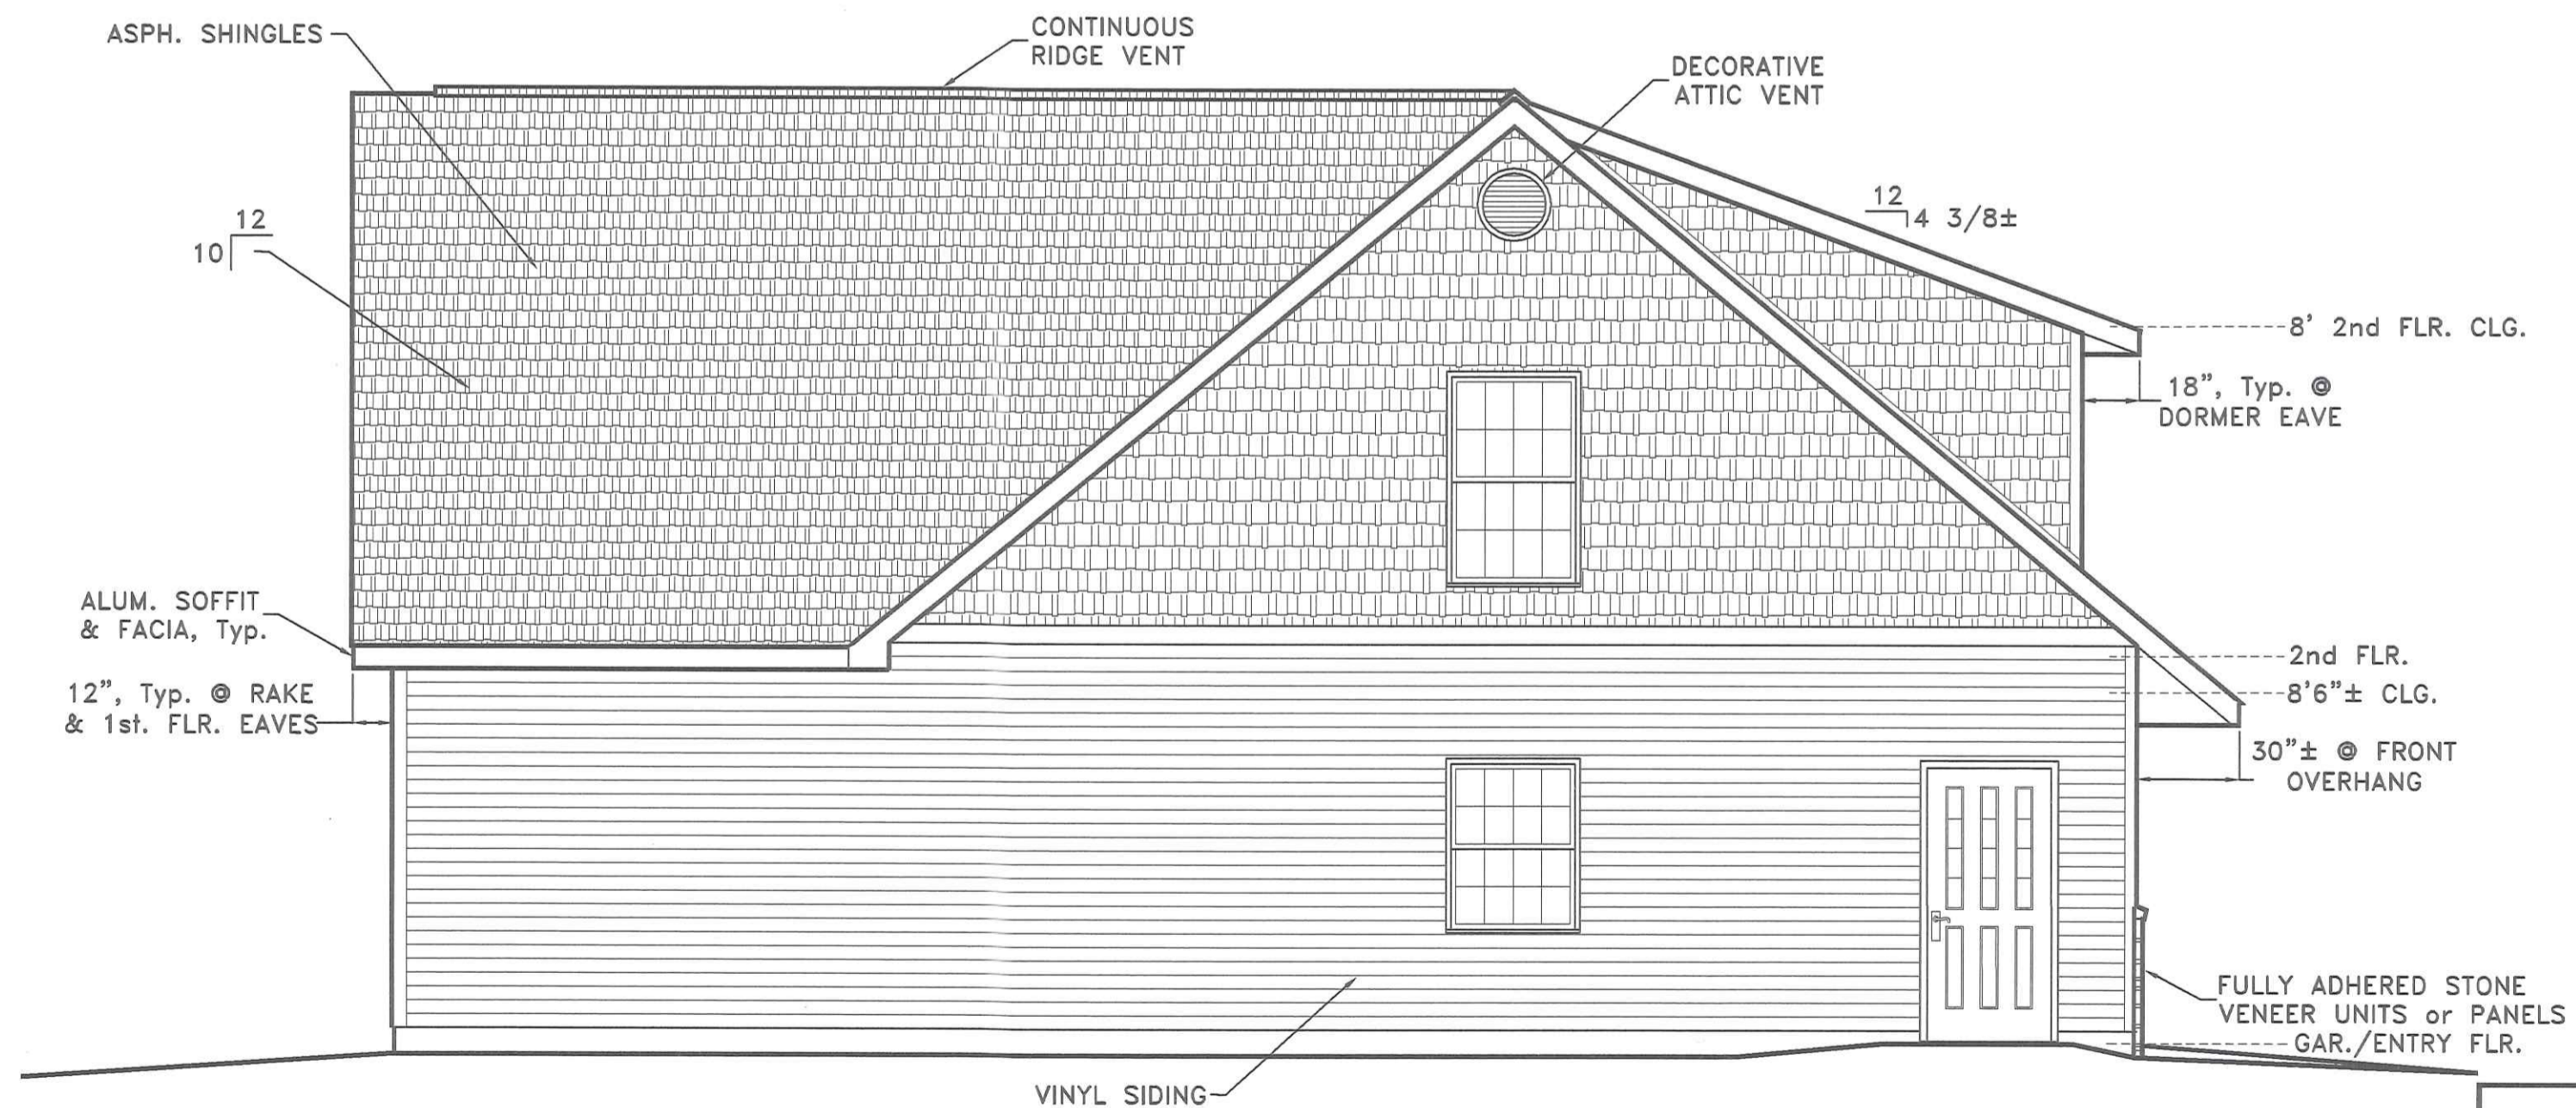 ASPH. SHINGLES
CONTINUOUS
RIDGE VENT
DECORATIVE
ATTIC VENT
12
10
12
4 3/8±
8' 2nd FLR. CLG.
18", Typ. @
DORMER EAVE
ALUM. SOFFIT
& FACIA, Typ.
2nd FLR.
8'6"± CLG.
12", Typ. @ RAKE
& 1st. FLR. EAVES
30"± @ FRONT
OVERHANG
FULLY ADHERED STONE
VENEER UNITS or PANELS
GAR./ENTRY FLR.
VINYL SIDING